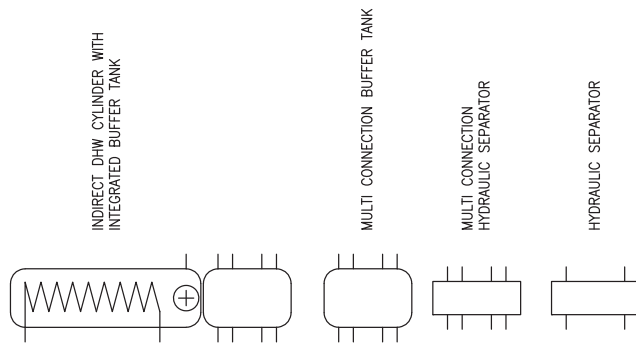 INDIRECT DHW CYLINDER WITH
INTEGRATED BUFFER TANK
MULTI CONNECTION BUFFER TANK
MULTI CONNECTION
HYDRAULIC SEPARATOR
HYDRAULIC SEPARATOR